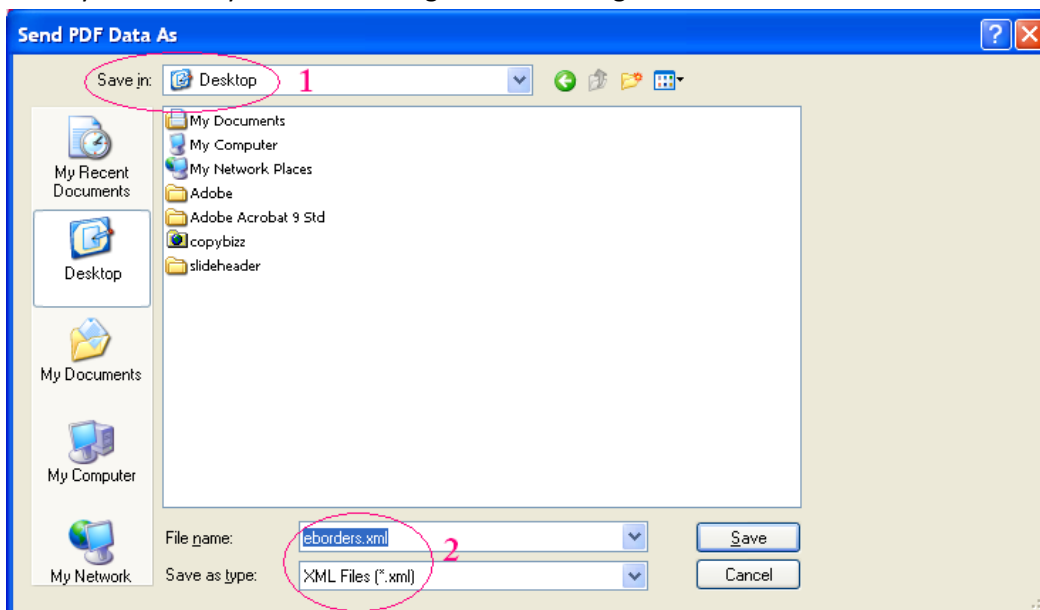 Send PDF Data As
Save in: Desktop 1
My Documents
My Computer
My Network Places
Adobe
Adobe Acrobat 9 Std
copybizz
slideheader
My Recent
Documents
Desktop
My Documents
My Computer
My Network
File name: eborders.xml 2 Save
Save as type: XML Files (*.xml) Cancel